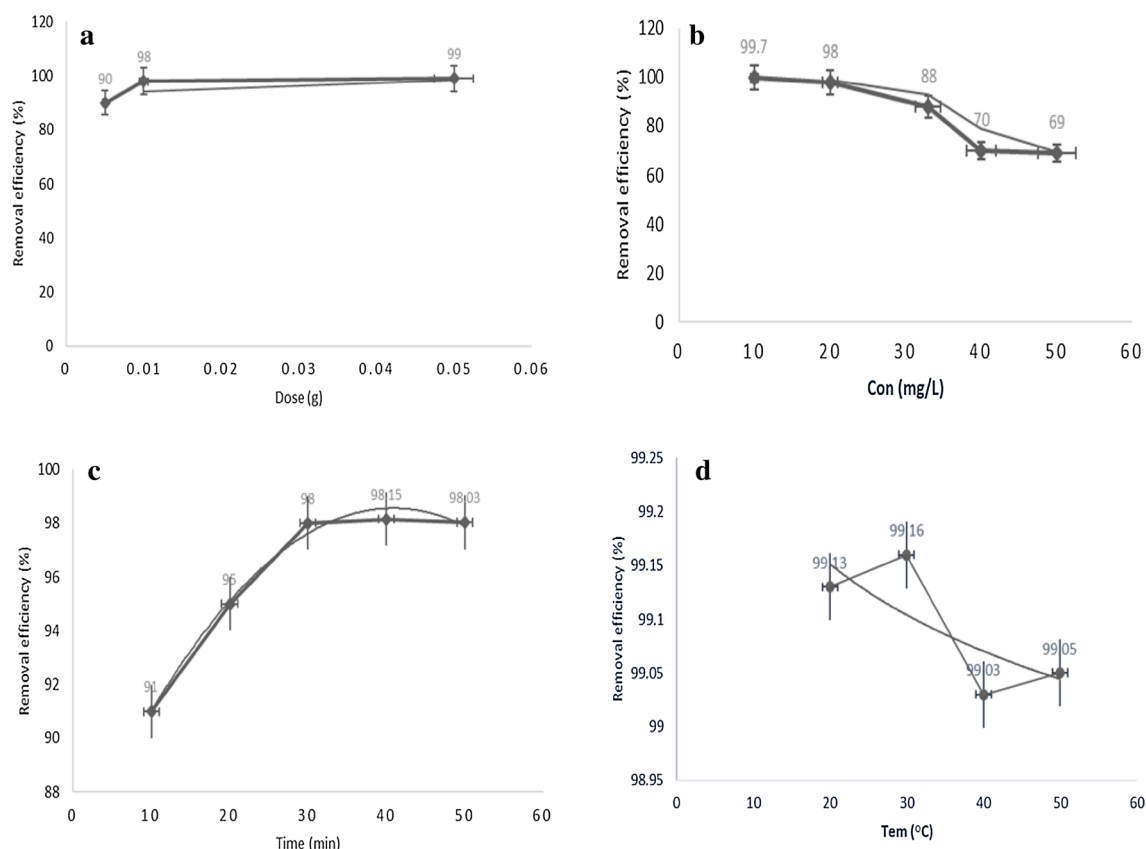 a
120
100
80
60
40
20
0
90
98
99
0 0.01 0.02 0.03 0.04 0.05 0.06
Removal efficiency (%)
Dose (g)
b
120
100
80
60
40
20
0
99.7
98
88
70
69
0 10 20 30 40 50 60
Removal efficiency (%)
Con (mg/L)
c
100
98
96
94
92
90
88
91
95
98
98.15
98.03
0 10 20 30 40 50 60
Removal efficiency (%)
Time (min)
d
99.25
99.2
99.15
99.1
99.05
99
98.95
99.13
99.16
99.03
99.05
0 10 20 30 40 50 60
Removal efficiency (%)
Tem (°C)